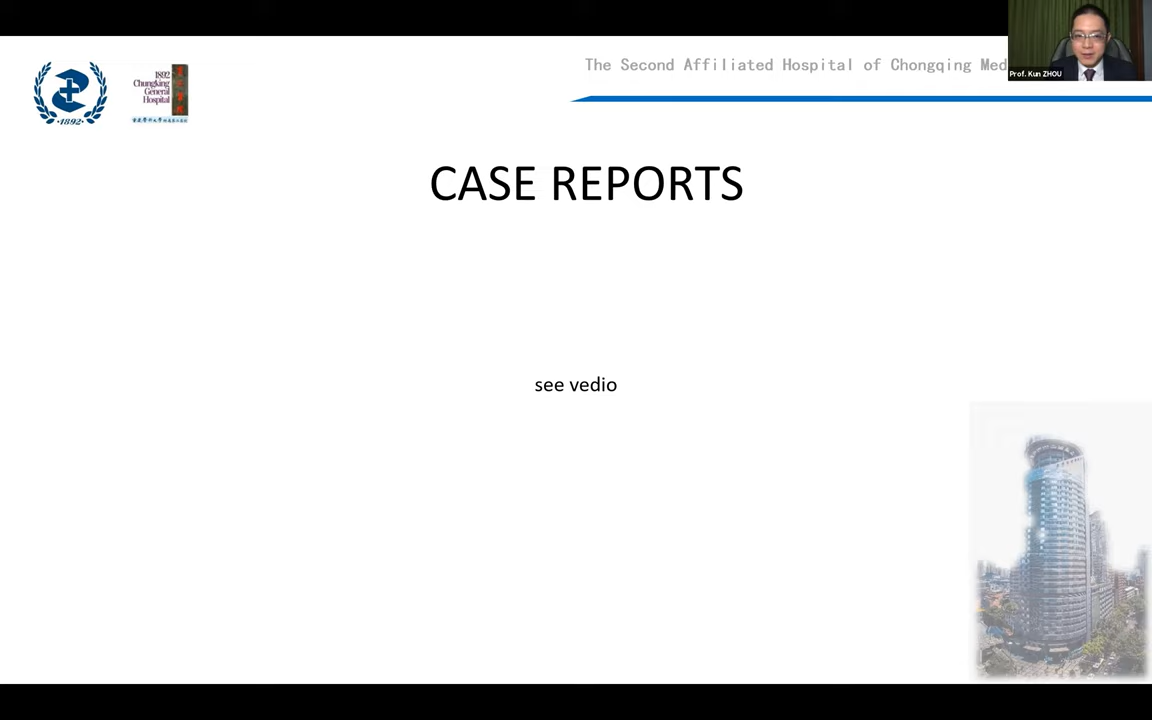 The Second Affiliated Hospital of Chongqing Med
Prof. Kun ZHOU
·1892·
1892
Chungking
General
Hospital
CASE REPORTS
see vedio